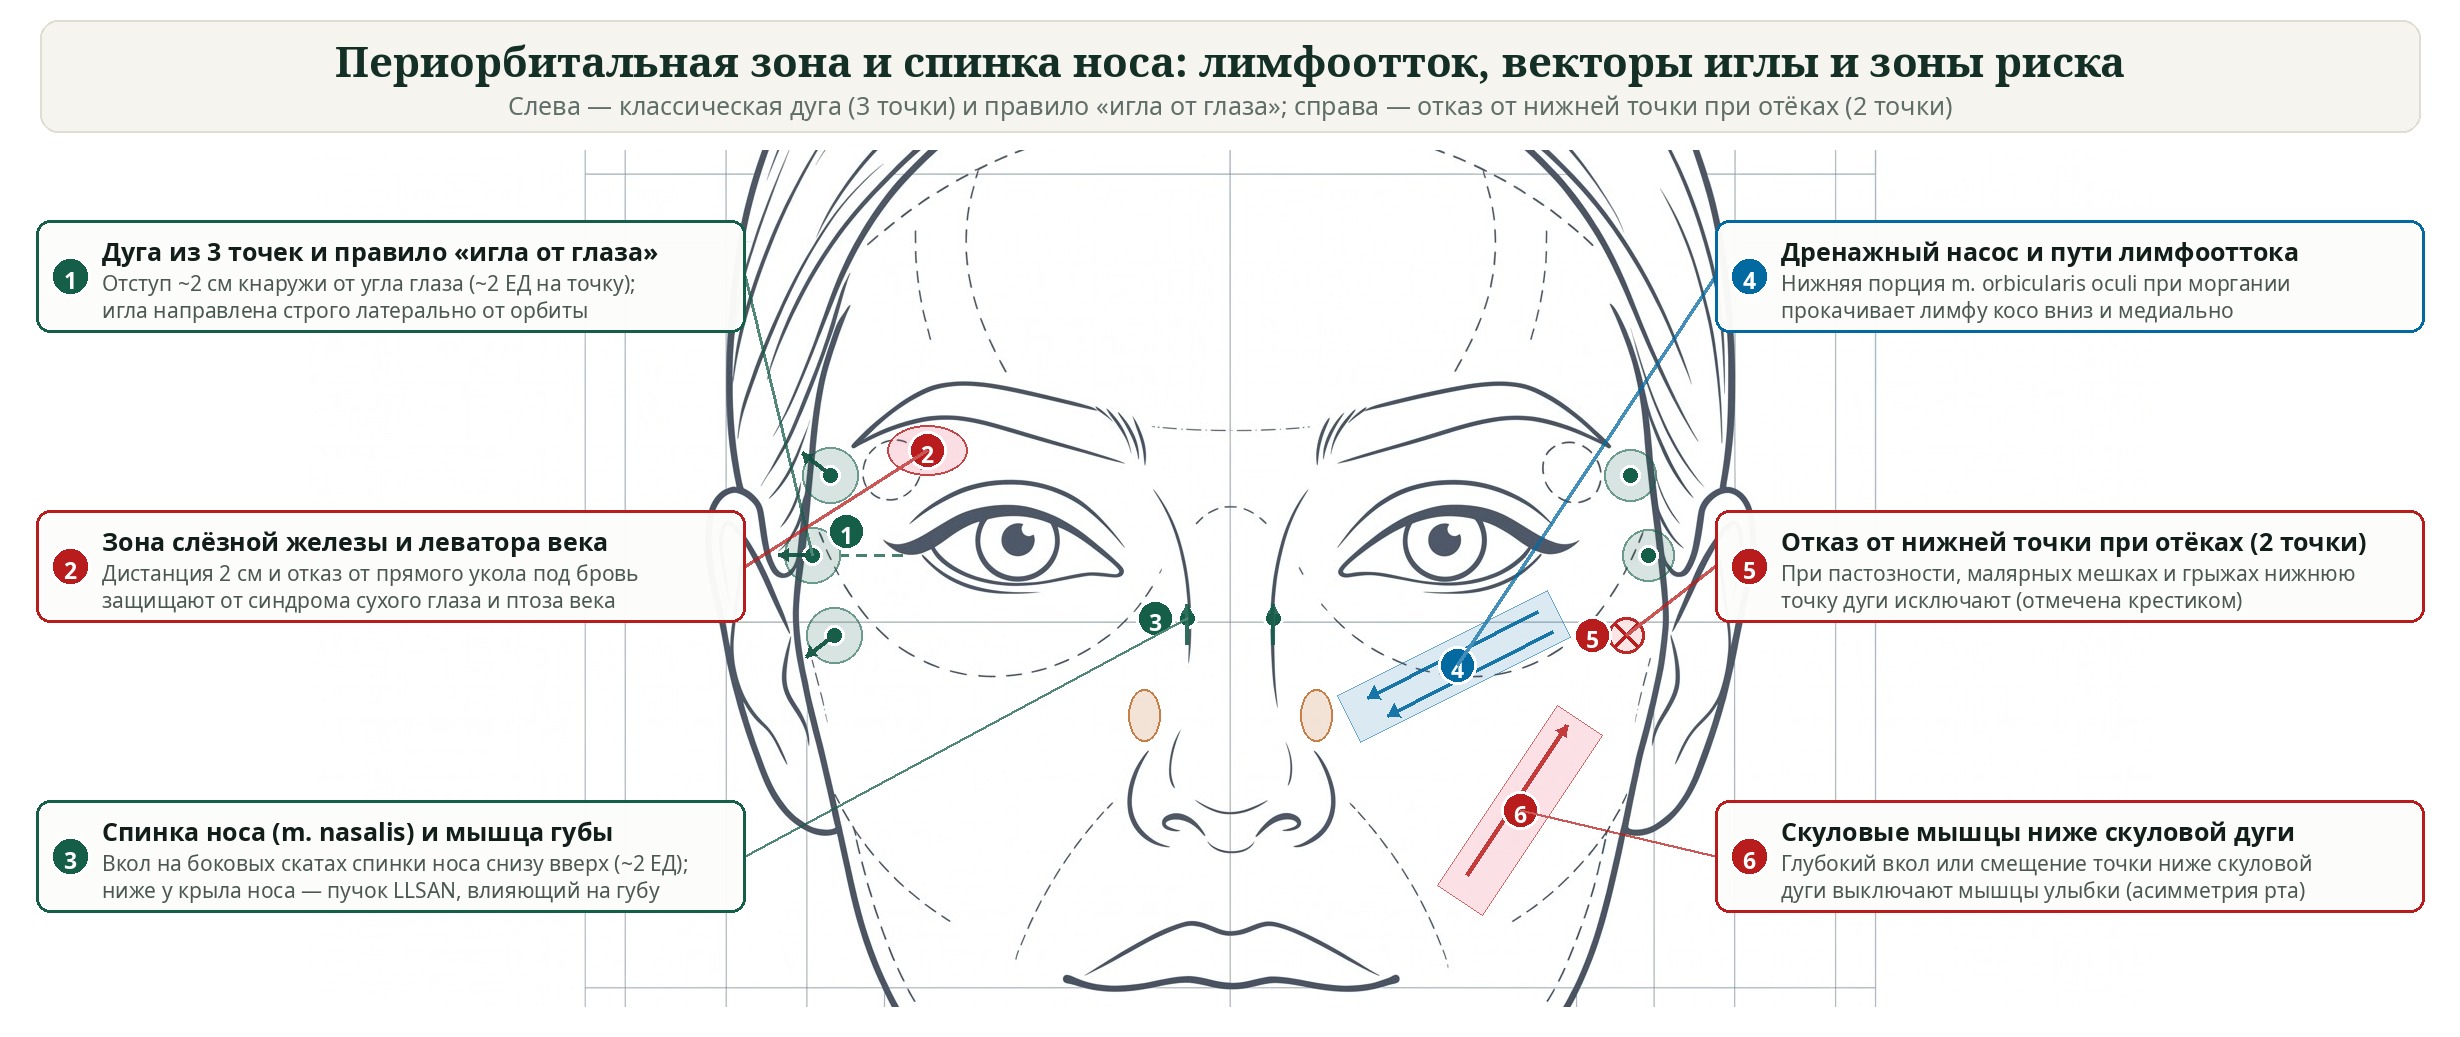 Периорбитальная зона и спинка носа: лимфоотток, векторы иглы и зоны риска
Слева — классическая дуга (3 точки) и правило «игла от глаза»; справа — отказ от нижней точки при отёках (2 точки)
1
Дуга из 3 точек и правило «игла от глаза»
Отступ ~2 см кнаружи от угла глаза (~2 ЕД на точку);
игла направлена строго латерально от орбиты
2
Зона слёзной железы и леватора века
Дистанция 2 см и отказ от прямого укола под бровь
защищают от синдрома сухого глаза и птоза века
3
Спинка носа (m. nasalis) и мышца губы
Вкол на боковых скатах спинки носа снизу вверх (~2 ЕД);
ниже у крыла носа — пучок LLSAN, влияющий на губу
2
1
3
4
5
6
4
Дренажный насос и пути лимфооттока
Нижняя порция m. orbicularis oculi при моргании
прокачивает лимфу косо вниз и медиально
5
Отказ от нижней точки при отёках (2 точки)
При пастозности, малярных мешках и грыжах нижнюю
точку дуги исключают (отмечена крестиком)
6
Скуловые мышцы ниже скуловой дуги
Глубокий вкол или смещение точки ниже скуловой
дуги выключают мышцы улыбки (асимметрия рта)